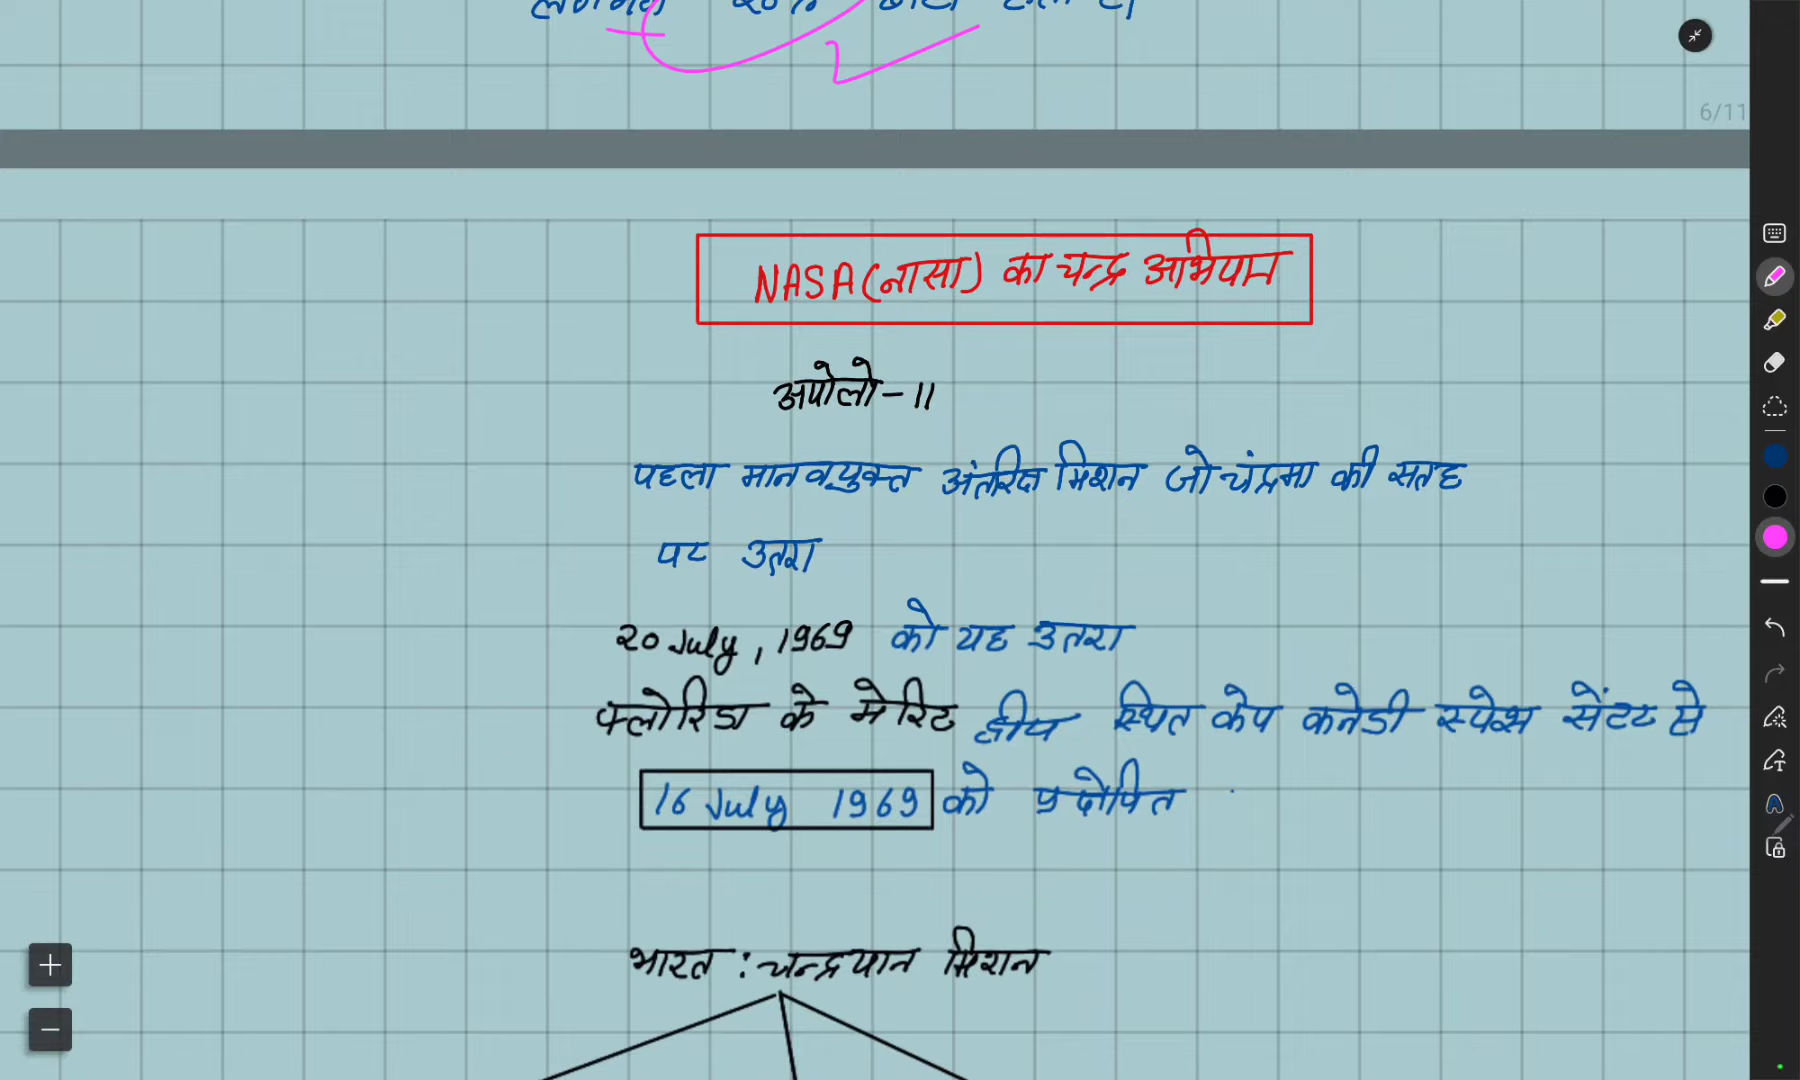 20% होता है।
6/11
NASA (नासा) का चन्द्र अभियान
अपोलो-11
पहला मानवयुक्त अंतरिक्ष मिशन जो चंद्रमा की सतह
पर उतरा
20 July, 1969 को यह उतरा
फ्लोरिडा के मेरिट द्वीप स्थित केप कनेडी स्पेस सेंटर से
16 July 1969 को प्रक्षेपित
भारत : चन्द्रयान मिशन